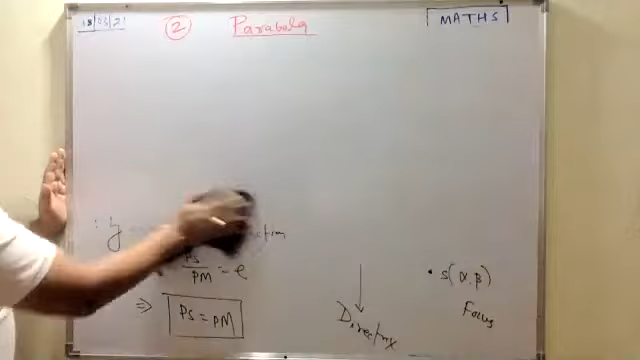 18/03/21
②
Parabola
MATHS
PS/PM = e
⇒ PS = PM
Directrix
S(α,β)
Focus